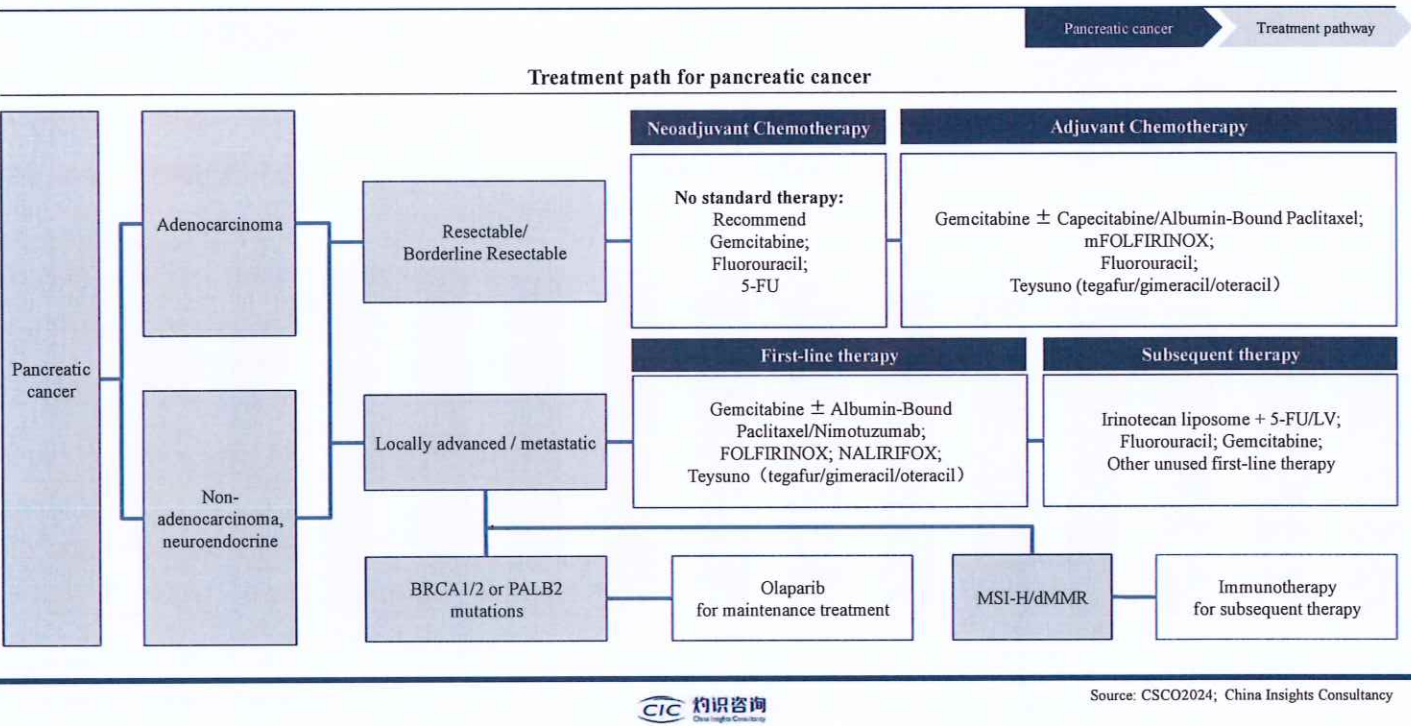 Pancreatic cancer
Treatment pathway
Treatment path for pancreatic cancer
Pancreatic
cancer
Adenocarcinoma
Non-
adenocarcinoma,
neuroendocrine
Resectable/
Borderline Resectable
Neoadjuvant Chemotherapy
No standard therapy:
Recommend
Gemcitabine;
Fluorouracil;
5-FU
Adjuvant Chemotherapy
Gemcitabine ± Capecitabine/Albumin-Bound Paclitaxel;
mFOLFIRINOX;
Fluorouracil;
Teysuno (tegafur/gimeracil/oteracil）
Locally advanced / metastatic
First-line therapy
Gemcitabine ± Albumin-Bound
Paclitaxel/Nimotuzumab;
FOLFIRINOX; NALIRIFOX;
Teysuno（tegafur/gimeracil/oteracil）
Subsequent therapy
Irinotecan liposome + 5-FU/LV;
Fluorouracil; Gemcitabine;
Other unused first-line therapy
BRCA1/2 or PALB2
mutations
Olaparib
for maintenance treatment
MSI-H/dMMR
Immunotherapy
for subsequent therapy
CIC 灼识咨询
China Insights Consultancy
Source: CSCO2024; China Insights Consultancy